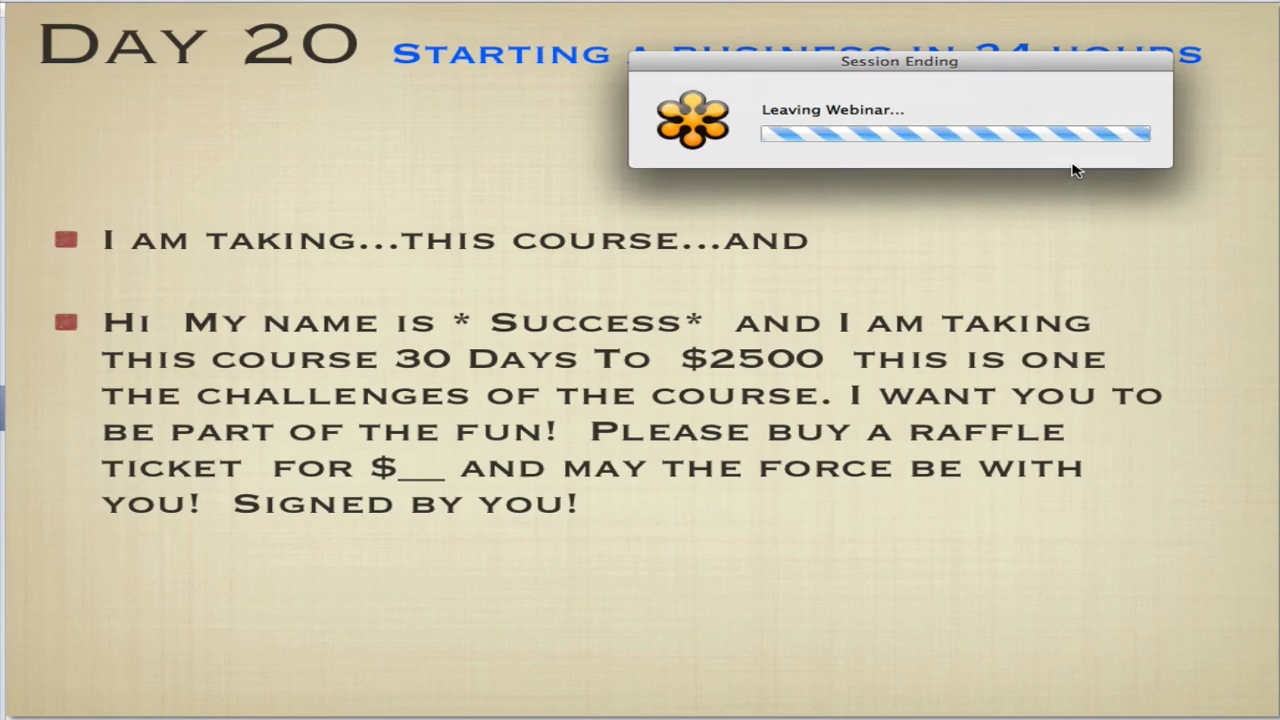 Day 20 Starting a business in 24 hours
Session Ending
Leaving Webinar...
I am taking...this course...and
Hi My name is * Success* and I am taking
this course 30 Days To $2500 this is one
the challenges of the course. I want you to
be part of the fun! Please buy a raffle
ticket for $__ and may the force be with
you! Signed by you!